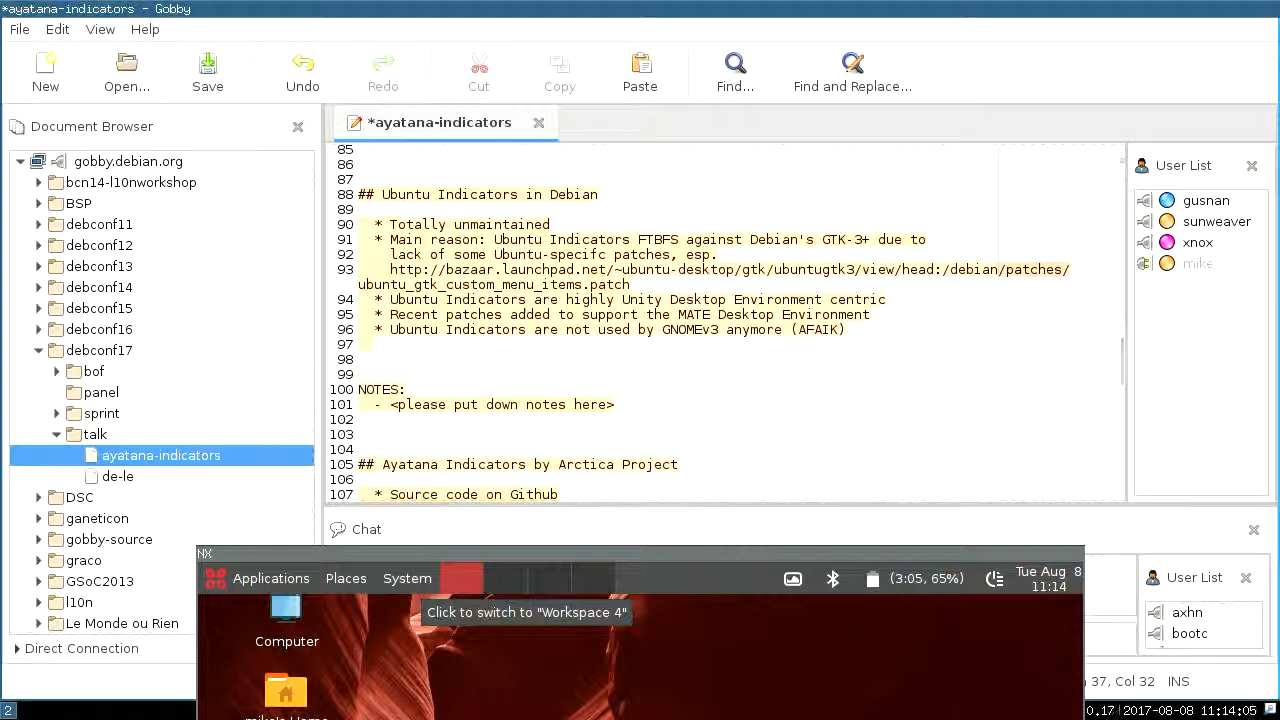 *ayatana-indicators - Gobby
File Edit View Help
New Open... Save Undo Redo Cut Copy Paste Find... Find and Replace...
Document Browser
gobby.debian.org
bcn14-l10nworkshop
BSP
debconf11
debconf12
debconf13
debconf14
debconf15
debconf16
debconf17
bof
panel
sprint
talk
ayatana-indicators
de-le
DSC
ganeticon
gobby-source
graco
GSoC2013
l10n
Le Monde ou Rien
Direct Connection
*ayatana-indicators
85
86
87
88 ## Ubuntu Indicators in Debian
89
90 * Totally unmaintained
91 * Main reason: Ubuntu Indicators FTBFS against Debian's GTK-3+ due to
92 lack of some Ubuntu-specifc patches, esp.
93 http://bazaar.launchpad.net/~ubuntu-desktop/gtk/ubuntugtk3/view/head:/debian/patches/
ubuntu_gtk_custom_menu_items.patch
94 * Ubuntu Indicators are highly Unity Desktop Environment centric
95 * Recent patches added to support the MATE Desktop Environment
96 * Ubuntu Indicators are not used by GNOMEv3 anymore (AFAIK)
97
98
99
100 NOTES:
101 - <please put down notes here>
102
103
104
105 ## Ayatana Indicators by Arctica Project
106
107 * Source code on Github
User List
gusnan
sunweaver
xnox
mike
Chat
User List
axhn
bootc
37, Col 32 INS
NX
Applications Places System
(3:05, 65%)
Tue Aug 8
11:14
Click to switch to "Workspace 4"
Computer
mike's Home
2
0.17 | 2017-08-08 11:14:05